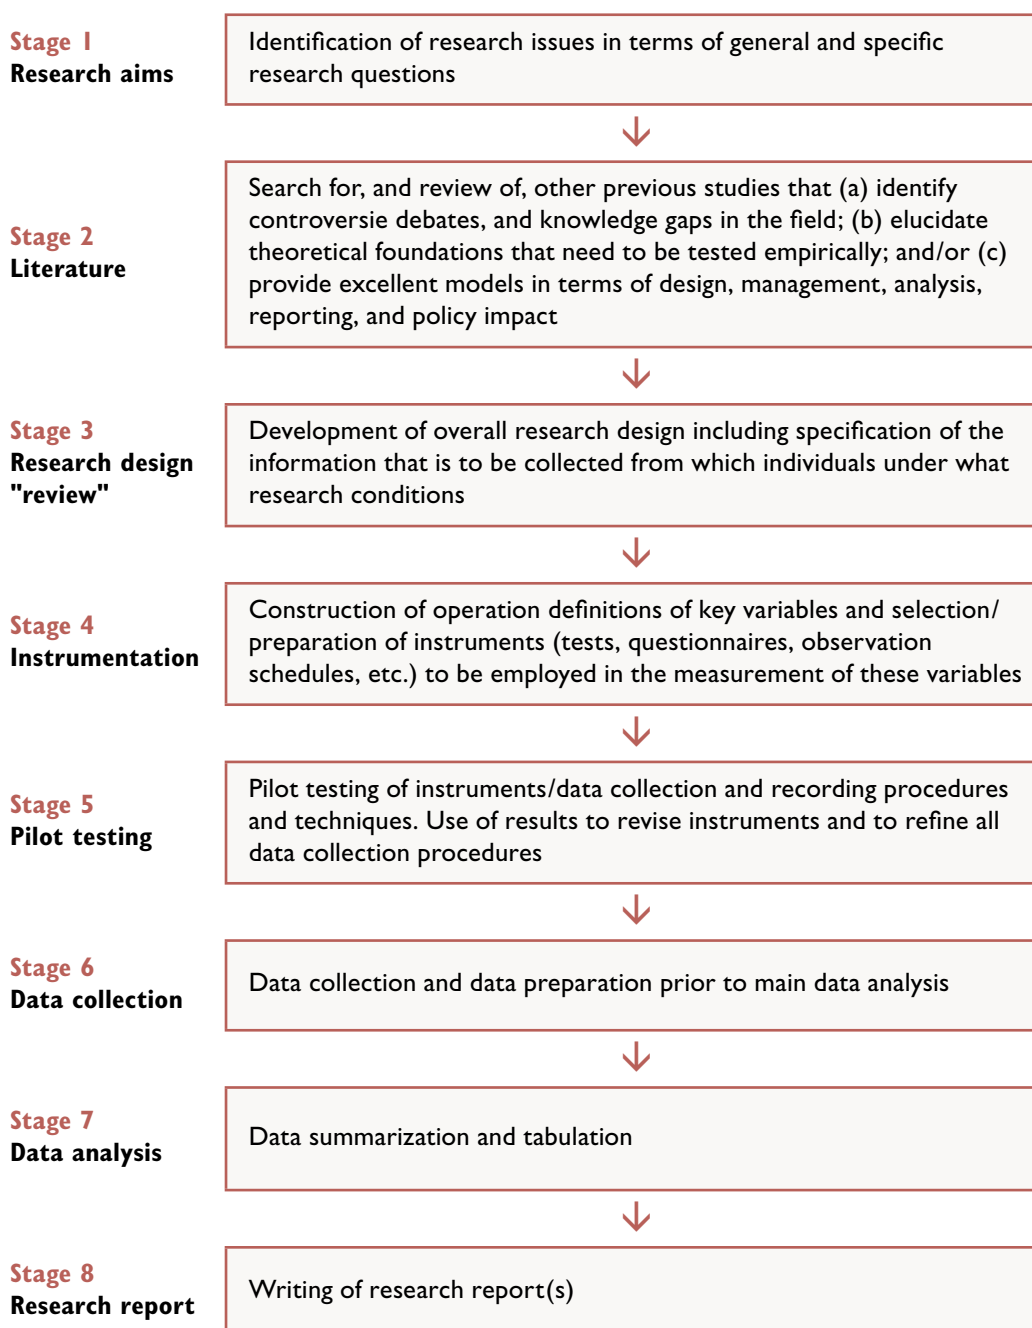 Stage 1
Research aims
Identification of research issues in terms of general and specific
research questions
Stage 2
Literature
Search for, and review of, other previous studies that (a) identify
controversie debates, and knowledge gaps in the field; (b) elucidate
theoretical foundations that need to be tested empirically; and/or (c)
provide excellent models in terms of design, management, analysis,
reporting, and policy impact
Stage 3
Research design
"review"
Development of overall research design including specification of the
information that is to be collected from which individuals under what
research conditions
Stage 4
Instrumentation
Construction of operation definitions of key variables and selection/
preparation of instruments (tests, questionnaires, observation
schedules, etc.) to be employed in the measurement of these variables
Stage 5
Pilot testing
Pilot testing of instruments/data collection and recording procedures
and techniques. Use of results to revise instruments and to refine all
data collection procedures
Stage 6
Data collection
Data collection and data preparation prior to main data analysis
Stage 7
Data analysis
Data summarization and tabulation
Stage 8
Research report
Writing of research report(s)